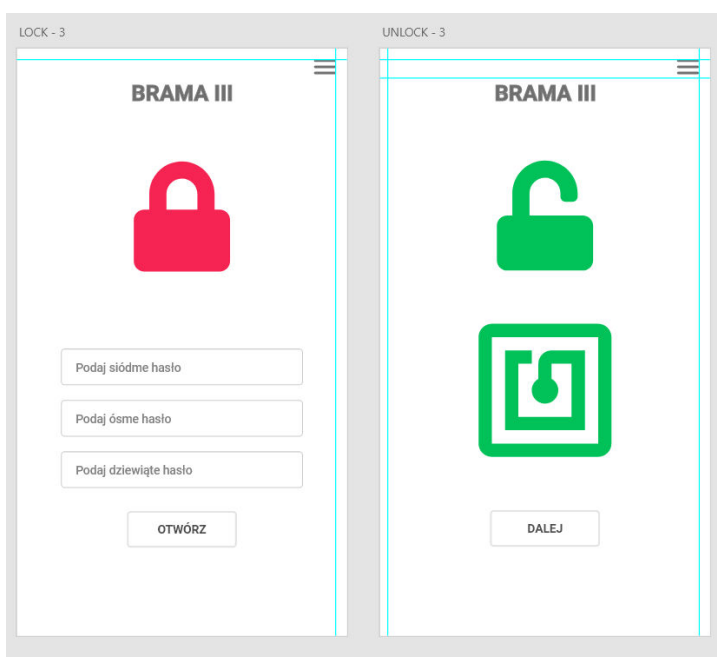 LOCK - 3
BRAMA III
Podaj siódme hasło
Podaj ósme hasło
Podaj dziewiąte hasło
OTWÓRZ
UNLOCK - 3
BRAMA III
DALEJ